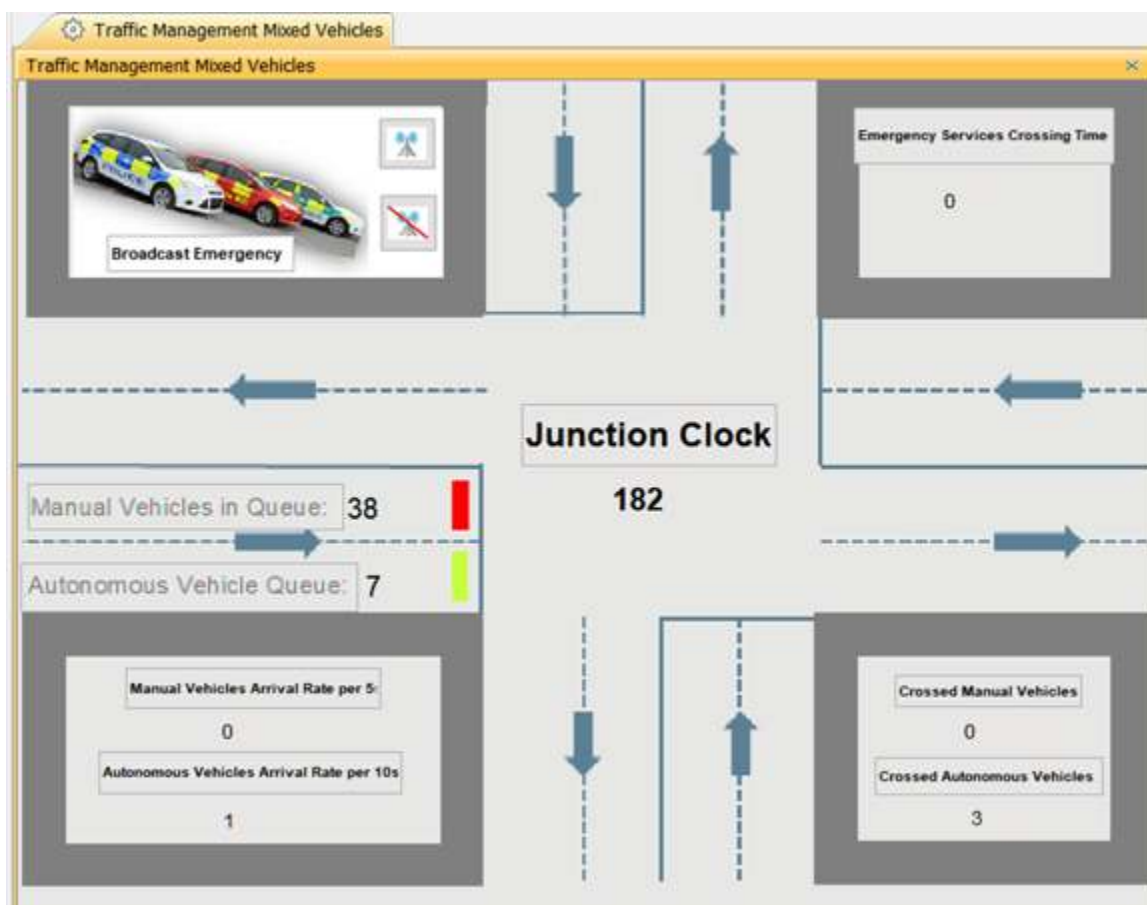 Traffic Management Mixed Vehicles
Traffic Management Mixed Vehicles
POLICE
Broadcast Emergency
Emergency Services Crossing Time
0
Junction Clock
182
Manual Vehicles in Queue: 38
Autonomous Vehicle Queue: 7
Manual Vehicles Arrival Rate per 5s
0
Autonomous Vehicles Arrival Rate per 10s
1
Crossed Manual Vehicles
0
Crossed Autonomous Vehicles
3